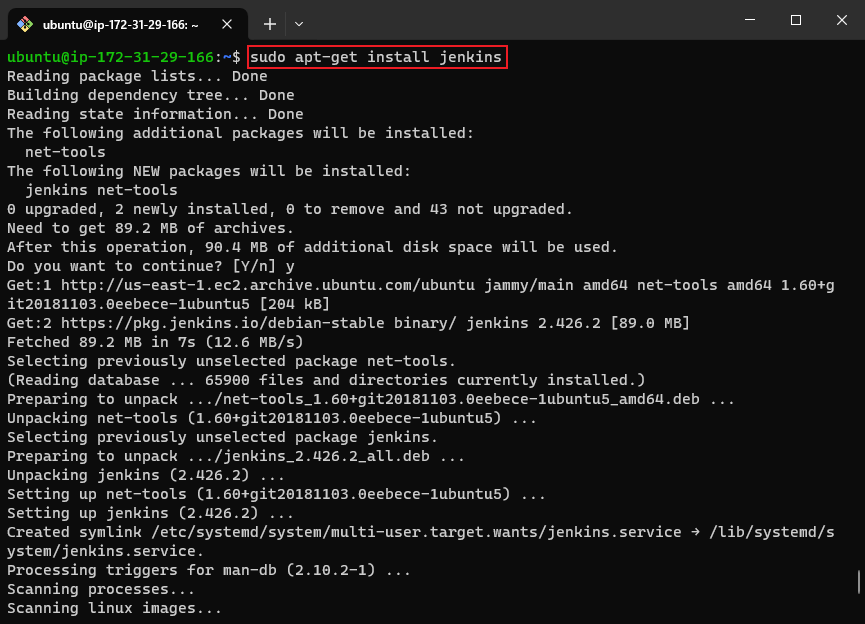 ubuntu@ip-172-31-29-166: ~
ubuntu@ip-172-31-29-166:~$ sudo apt-get install jenkins
Reading package lists... Done
Building dependency tree... Done
Reading state information... Done
The following additional packages will be installed:
  net-tools
The following NEW packages will be installed:
  jenkins net-tools
0 upgraded, 2 newly installed, 0 to remove and 43 not upgraded.
Need to get 89.2 MB of archives.
After this operation, 90.4 MB of additional disk space will be used.
Do you want to continue? [Y/n] y
Get:1 http://us-east-1.ec2.archive.ubuntu.com/ubuntu jammy/main amd64 net-tools amd64 1.60+g
it20181103.0eebece-1ubuntu5 [204 kB]
Get:2 https://pkg.jenkins.io/debian-stable binary/ jenkins 2.426.2 [89.0 MB]
Fetched 89.2 MB in 7s (12.6 MB/s)
Selecting previously unselected package net-tools.
(Reading database ... 65900 files and directories currently installed.)
Preparing to unpack .../net-tools_1.60+git20181103.0eebece-1ubuntu5_amd64.deb ...
Unpacking net-tools (1.60+git20181103.0eebece-1ubuntu5) ...
Selecting previously unselected package jenkins.
Preparing to unpack .../jenkins_2.426.2_all.deb ...
Unpacking jenkins (2.426.2) ...
Setting up net-tools (1.60+git20181103.0eebece-1ubuntu5) ...
Setting up jenkins (2.426.2) ...
Created symlink /etc/systemd/system/multi-user.target.wants/jenkins.service → /lib/systemd/s
ystem/jenkins.service.
Processing triggers for man-db (2.10.2-1) ...
Scanning processes...
Scanning linux images...